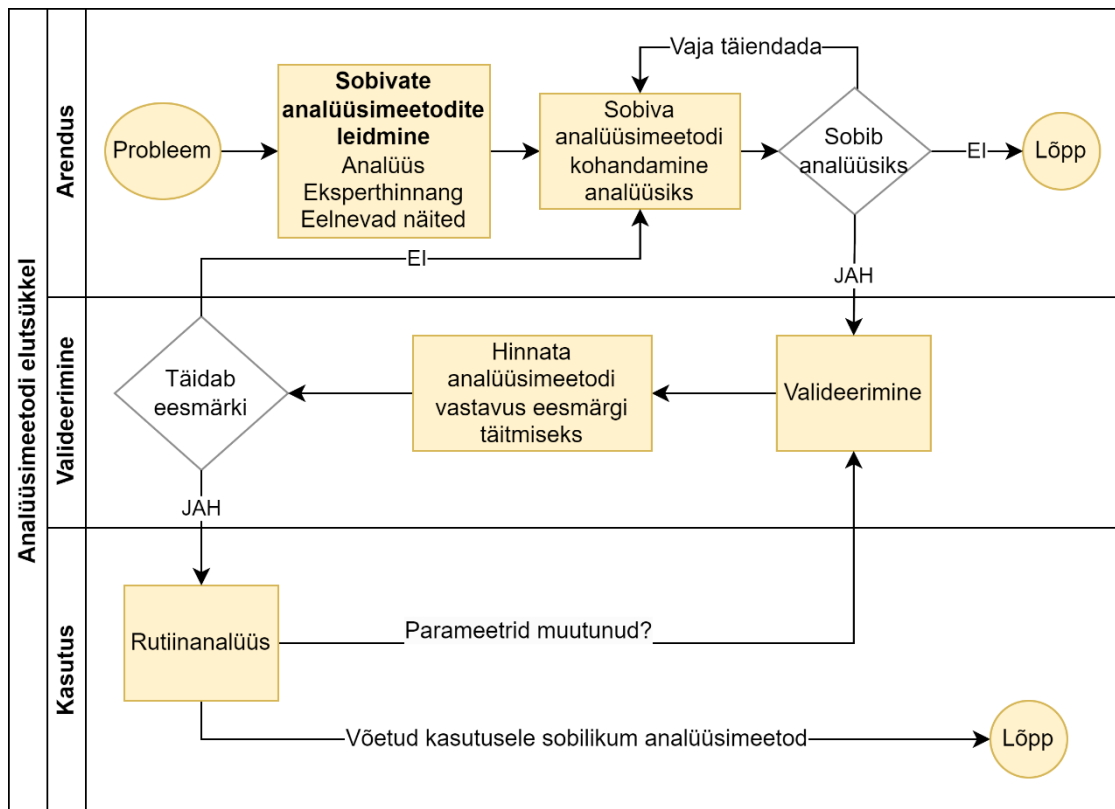 Analüüsimeetodi elutsükkel
Arendus
Vaja täiendada
Probleem
Sobivate
analüüsimeetodite
leidmine
Analüüs
Eksperthinnang
Eelnevad näited
Sobiva
analüüsimeetodi
kohandamine
analüüsiks
Sobib
analüüsiks
EI
Lõpp
EI
JAH
Valideerimine
Täidab
eesmärki
Hinnata
analüüsimeetodi
vastavus eesmärgi
täitmiseks
Valideerimine
JAH
Kasutus
Rutiinanalüüs
Parameetrid muutunud?
Võetud kasutusele sobilikum analüüsimeetod
Lõpp